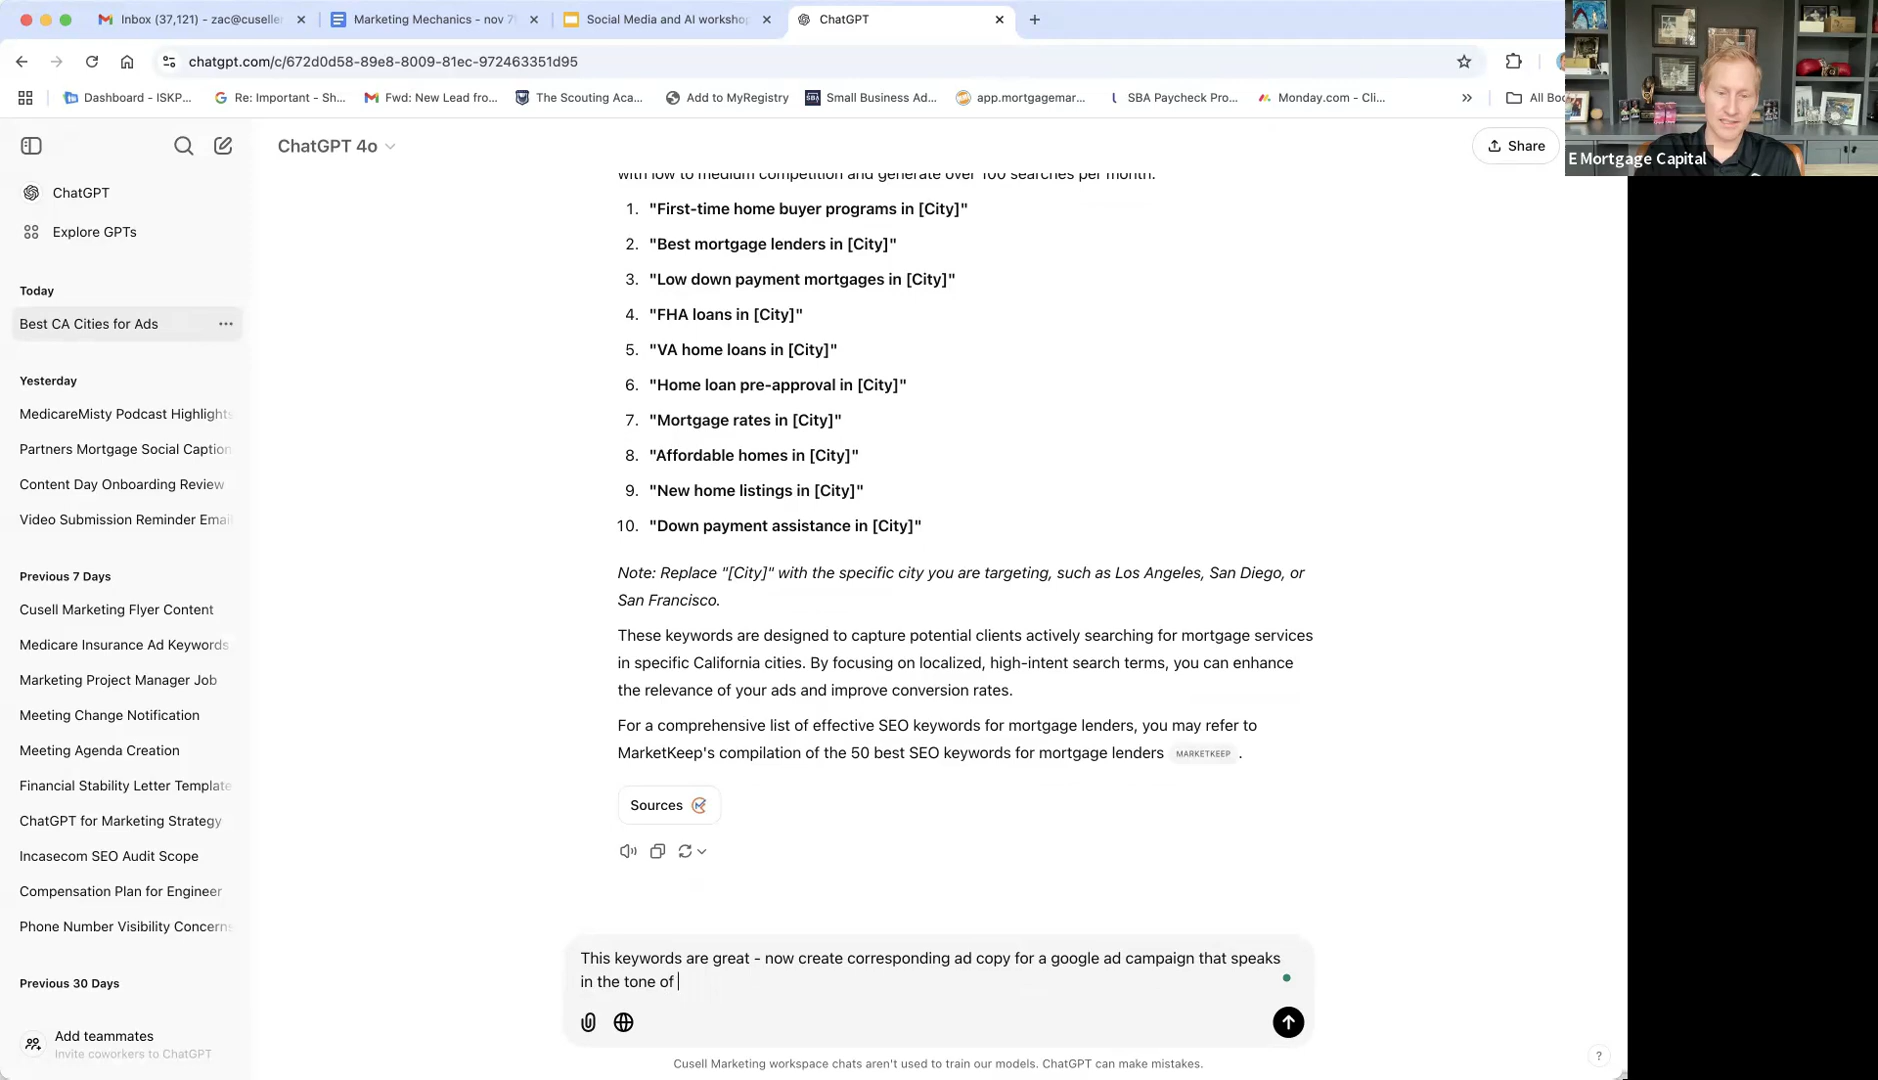 Inbox (37,121) - zac@cuseller
Marketing Mechanics - nov 7
Social Media and AI workshop
ChatGPT
chatgpt.com/c/672d0d58-89e8-8009-81ec-972463351d95
Dashboard - ISKP...
Re: Important - Sh...
Fwd: New Lead fro...
The Scouting Aca...
Add to MyRegistry
Small Business Ad...
app.mortgagemar...
SBA Paycheck Pro...
Monday.com - Cli...
All Boo
E Mortgage Capital
ChatGPT 4o
Share
ChatGPT
Explore GPTs
Today
Best CA Cities for Ads
Yesterday
MedicareMisty Podcast Highlights
Partners Mortgage Social Caption
Content Day Onboarding Review
Video Submission Reminder Email
Previous 7 Days
Cusell Marketing Flyer Content
Medicare Insurance Ad Keywords
Marketing Project Manager Job
Meeting Change Notification
Meeting Agenda Creation
Financial Stability Letter Template
ChatGPT for Marketing Strategy
Incasecom SEO Audit Scope
Compensation Plan for Engineer
Phone Number Visibility Concerns
Previous 30 Days
Add teammates
Invite coworkers to ChatGPT
with low to medium competition and generate over 100 searches per month.
1. "First-time home buyer programs in [City]"
2. "Best mortgage lenders in [City]"
3. "Low down payment mortgages in [City]"
4. "FHA loans in [City]"
5. "VA home loans in [City]"
6. "Home loan pre-approval in [City]"
7. "Mortgage rates in [City]"
8. "Affordable homes in [City]"
9. "New home listings in [City]"
10. "Down payment assistance in [City]"
Note: Replace "[City]" with the specific city you are targeting, such as Los Angeles, San Diego, or
San Francisco.
These keywords are designed to capture potential clients actively searching for mortgage services
in specific California cities. By focusing on localized, high-intent search terms, you can enhance
the relevance of your ads and improve conversion rates.
For a comprehensive list of effective SEO keywords for mortgage lenders, you may refer to
MarketKeep's compilation of the 50 best SEO keywords for mortgage lenders MARKETKEEP .
Sources
This keywords are great - now create corresponding ad copy for a google ad campaign that speaks
in the tone of
Cusell Marketing workspace chats aren't used to train our models. ChatGPT can make mistakes.
?